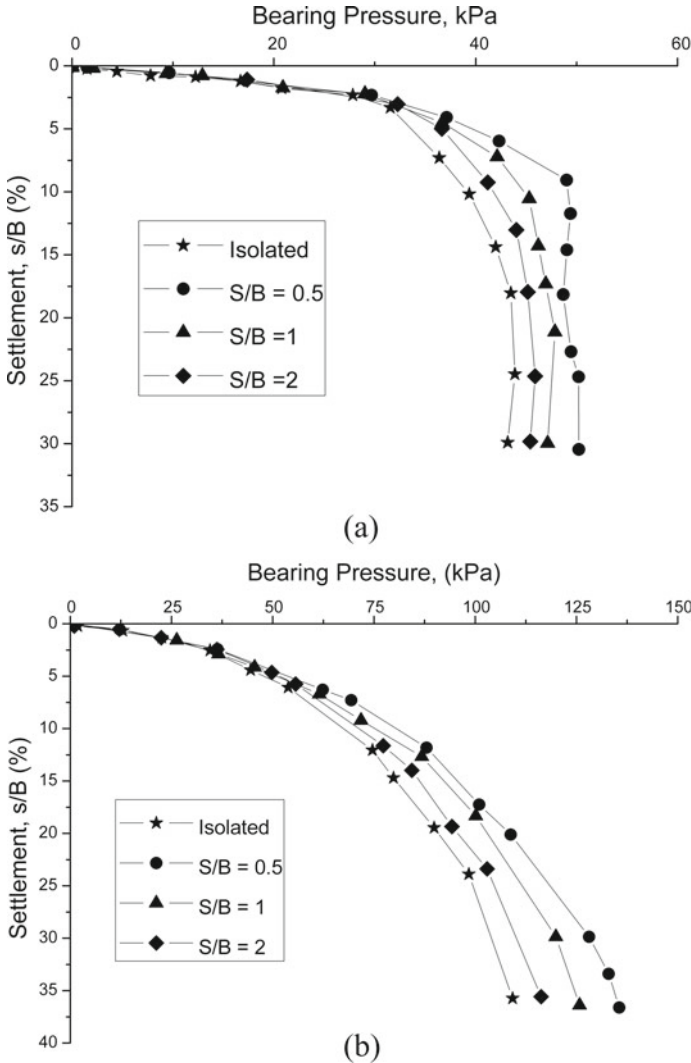 Bearing Pressure, kPa
0 20 40 60
0
5
10
15
20
25
30
35
Settlement, s/B (%)
Isolated
S/B = 0.5
S/B =1
S/B =2
(a)
Bearing Pressure, (kPa)
0 25 50 75 100 125 150
0
5
10
15
20
25
30
35
40
Settlement, s/B (%)
Isolated
S/B = 0.5
S/B = 1
S/B = 2
(b)